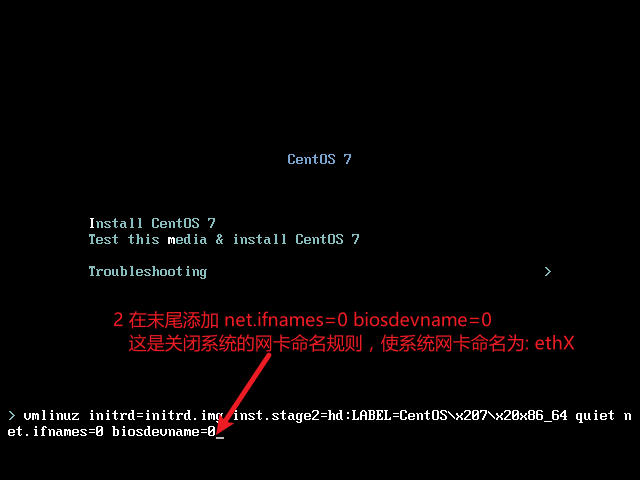 CentOS 7
Install CentOS 7
Test this media & install CentOS 7
Troubleshooting >
2 在末尾添加 net.ifnames=0 biosdevname=0
这是关闭系统的网卡命名规则，使系统网卡命名为: ethX
> vmlinuz initrd=initrd.img inst.stage2=hd:LABEL=CentOS\x207\x20x86_64 quiet n
et.ifnames=0 biosdevname=0_